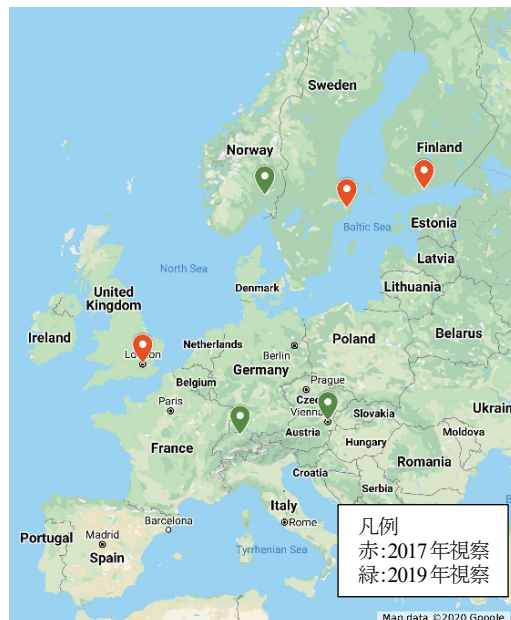 Sweden
Norway
Finland
Estonia
Baltic Sea
Latvia
North Sea
Denmark
Lithuania
United
Kingdom
Ireland
London
Netherlands
Berlin
Poland
Belarus
Germany
Belgium
Prague
Paris
Czec
Vienna
Slovakia
Ukrain
Austria
Hungary
Moldova
France
Romania
Croatia
Serbia
Italy
Barcelona
Rome
Portugal
Madrid
Spain
Tyrrhenian Sea
凡例
赤:2017年視察
緑:2019年視察
Map data ©2020 Google